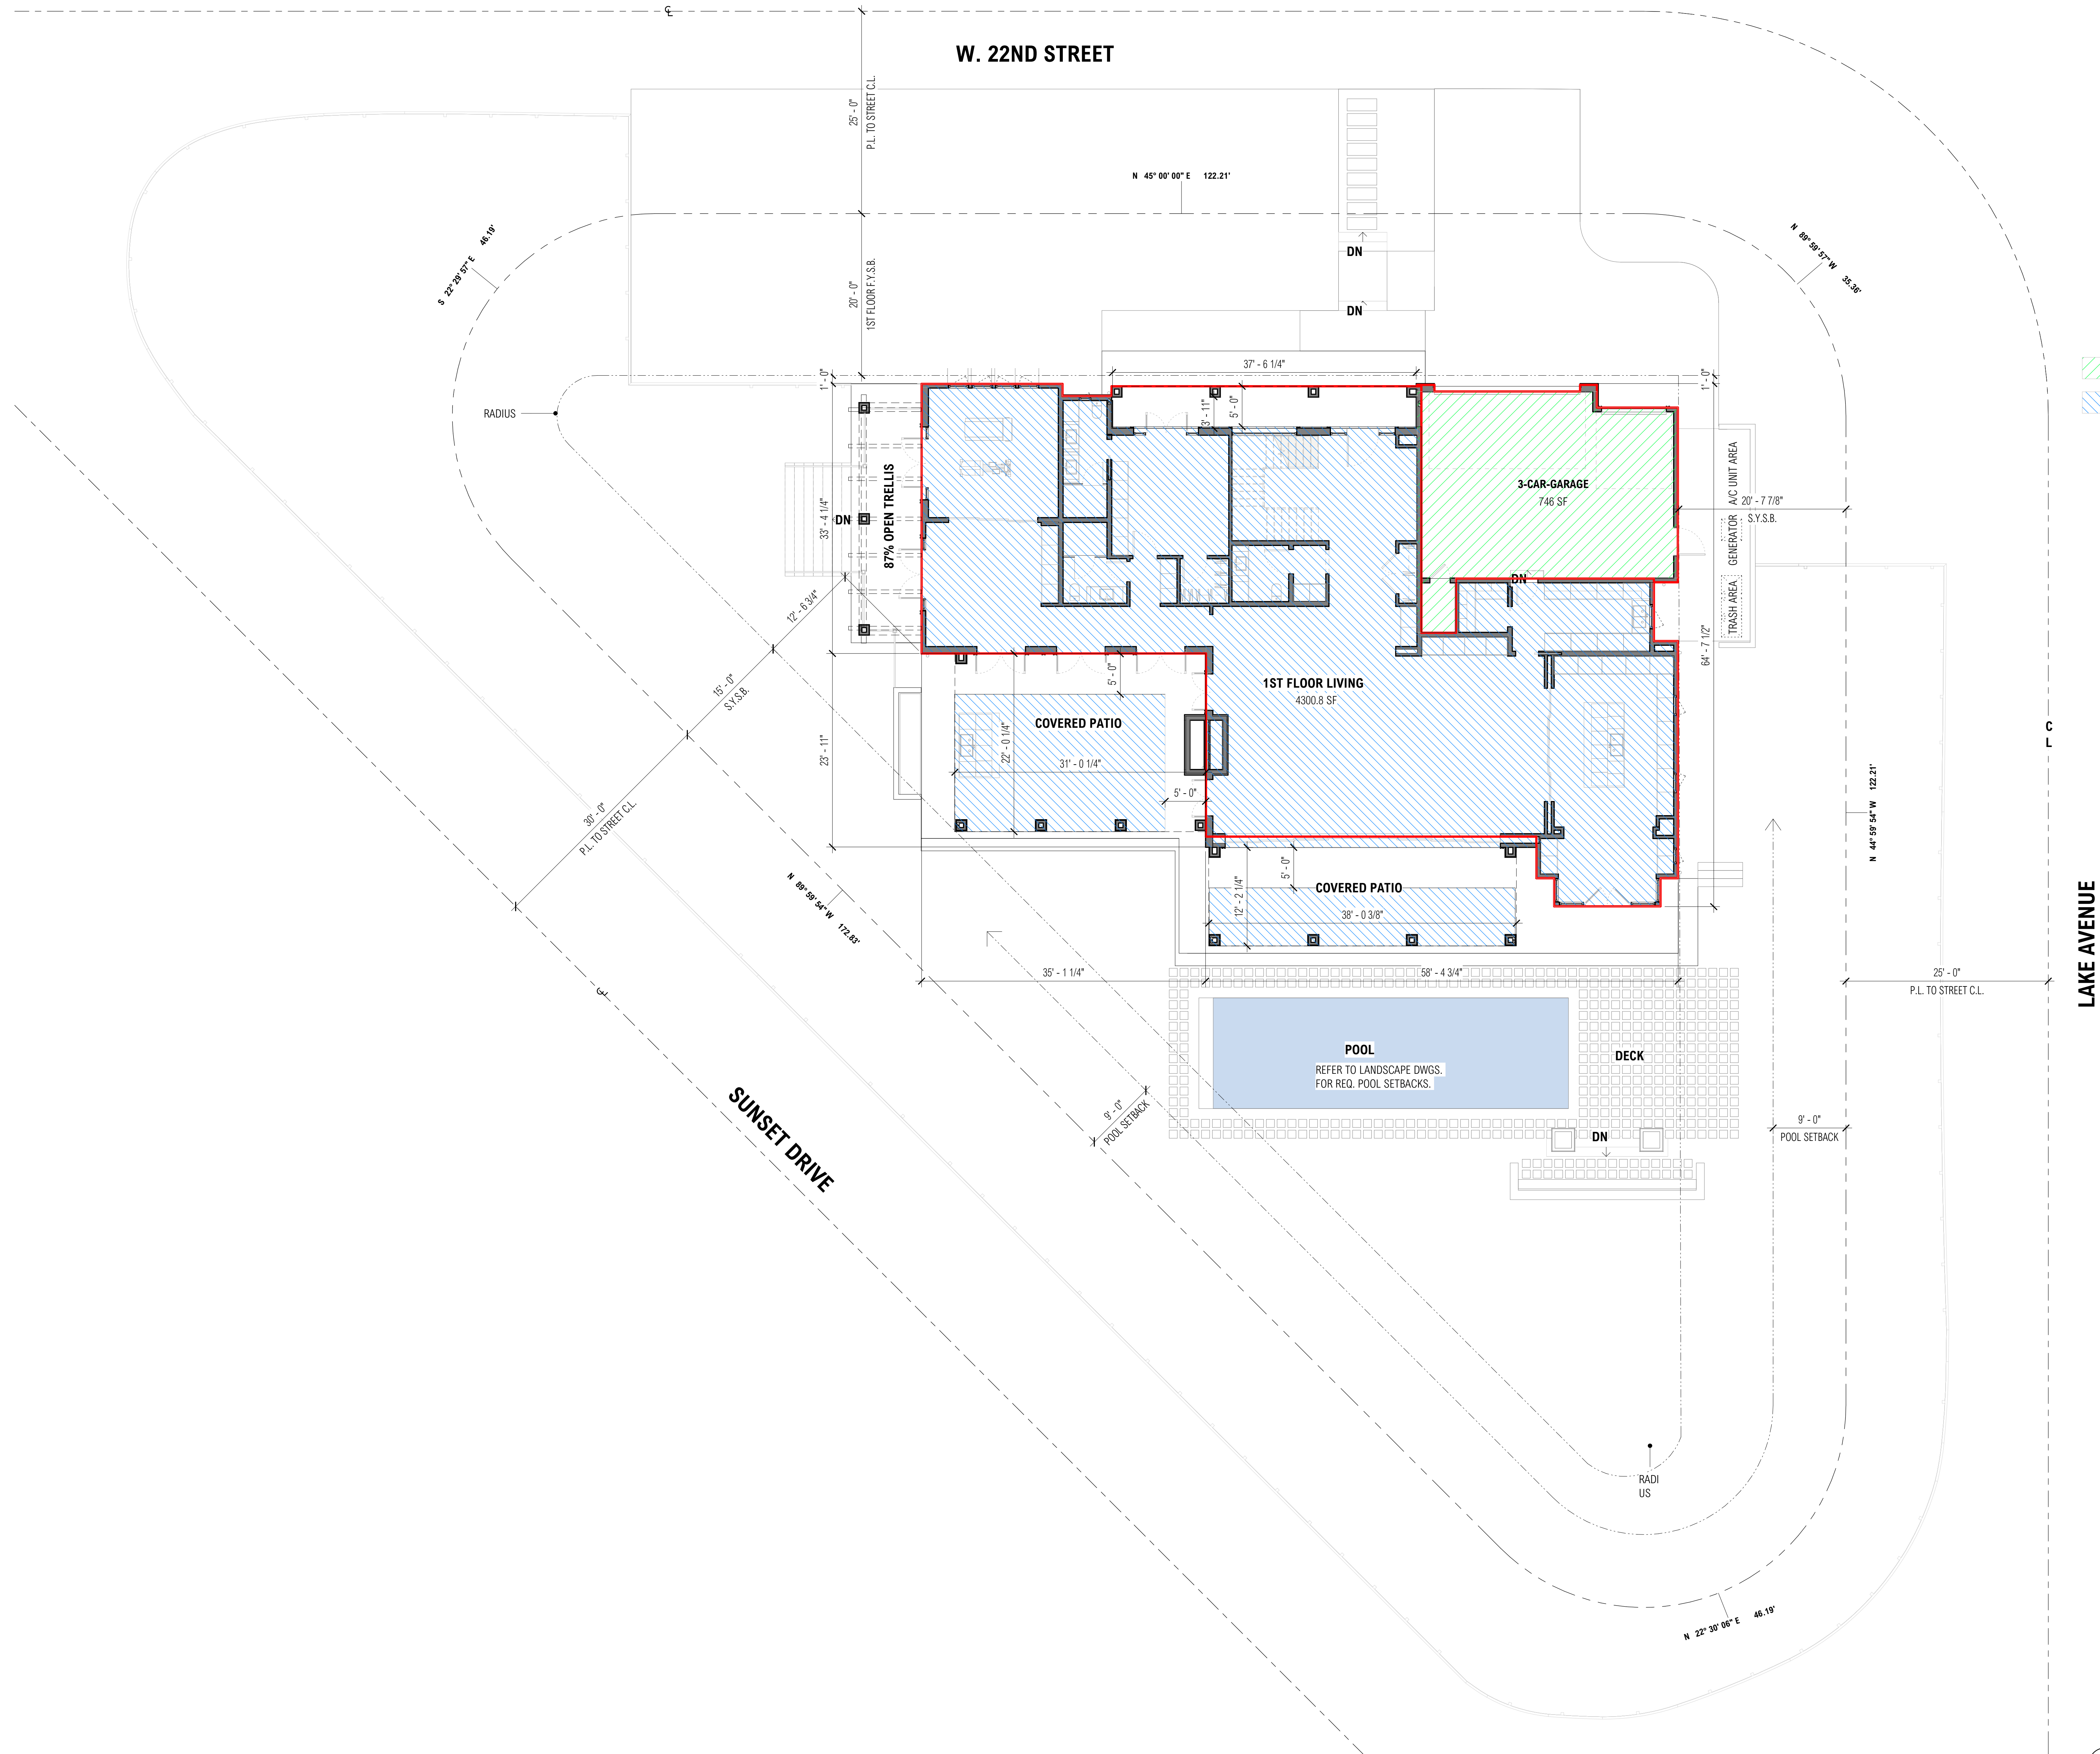 W. 22ND STREET
25' - 0"
P.L. TO STREET C.L.
N 45° 00' 00" E 122.21'
S 22° 29' 57" E 46.19'
N 89° 59' 57" W 35.36'
DN
20' - 0"
1ST FLOOR F.Y.S.B.
DN
37' - 6 1/4"
1' - 0"
1' - 0"
RADIUS
3' - 11"
5' - 0"
87% OPEN TRELLIS
33' - 4 1/4"
DN
3-CAR-GARAGE
746 SF
TRASH AREA GENERATOR A/C UNIT AREA
20' - 7 7/8"
S.Y.S.B.
DN
12' - 6 3/4"
64' - 7 1/2"
15' - 0"
S.Y.S.B.
5' - 0"
1ST FLOOR LIVING
4300.8 SF
COVERED PATIO
22' - 0 1/4"
31' - 0 1/4"
23' - 11"
5' - 0"
C
L
30' - 0"
P.L. TO STREET C.L.
N 44° 59' 54" W 122.21'
N 89° 59' 54" W 172.83'
12' - 2 1/4"
5' - 0"
COVERED PATIO
38' - 0 3/8"
LAKE AVENUE
35' - 1 1/4"
58' - 4 3/4"
25' - 0"
P.L. TO STREET C.L.
POOL
REFER TO LANDSCAPE DWGS.
FOR REQ. POOL SETBACKS.
DECK
SUNSET DRIVE
9' - 0"
POOL SETBACK
9' - 0"
POOL SETBACK
DN
RADI
US
N 22° 30' 06" E 46.19'